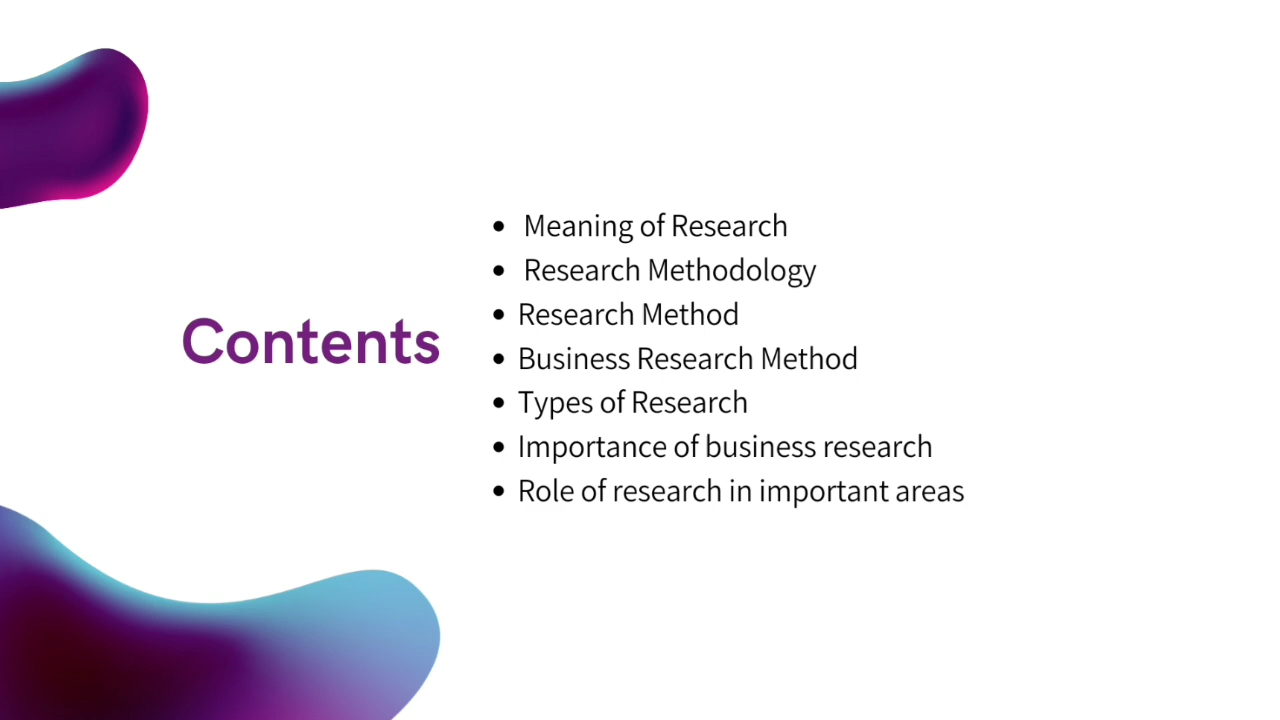 Contents
• Meaning of Research
• Research Methodology
• Research Method
• Business Research Method
• Types of Research
• Importance of business research
• Role of research in important areas